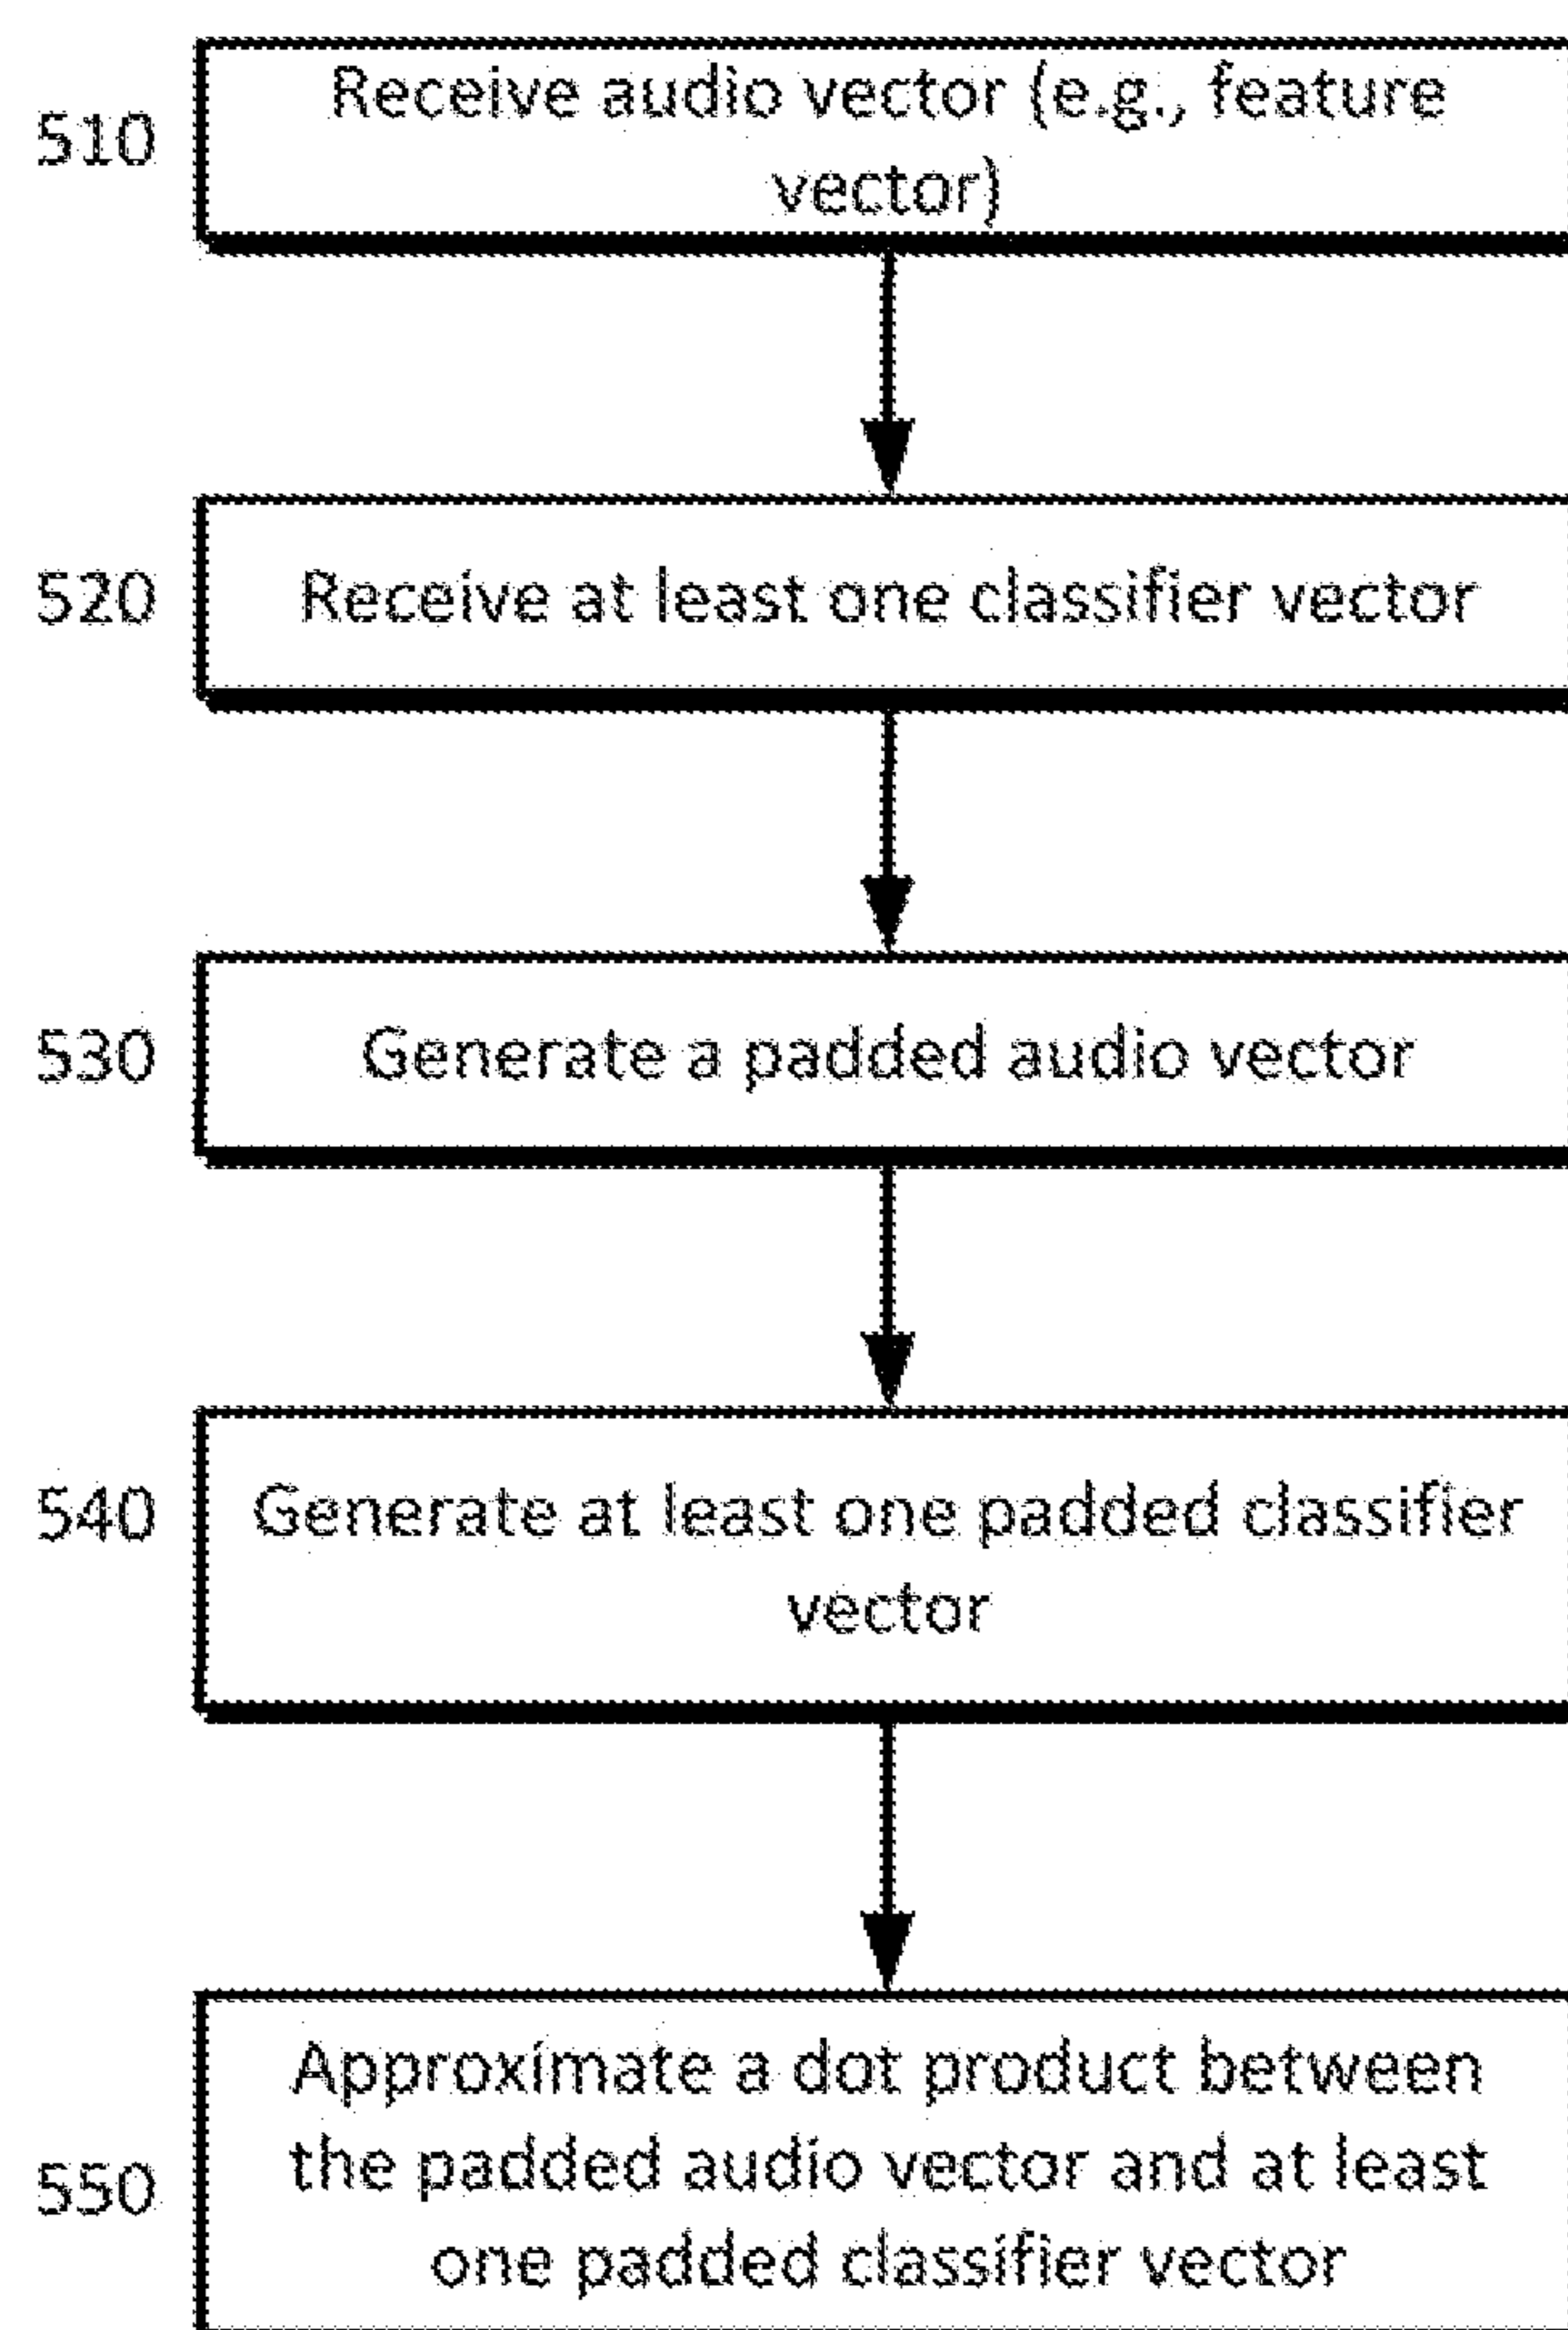 510
Receive audio vector (e.g., feature
vector)
520
Receive at least one classifier vector
530
Generate a padded audio vector
540
Generate at least one padded classifier
vector
550
Approximate a dot product between
the padded audio vector and at least
one padded classifier vector